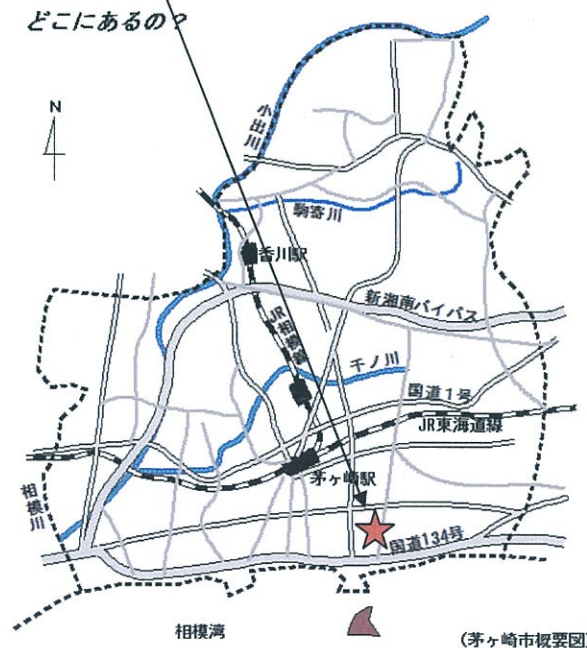 どこにあるの?
N
小出川
駒寄川
香川駅
新湘南バイパス
JR相模線
千ノ川
国道1号
JR東海道線
茅ヶ崎駅
相模川
国道134号
相模湾
(茅ヶ崎市概要図)